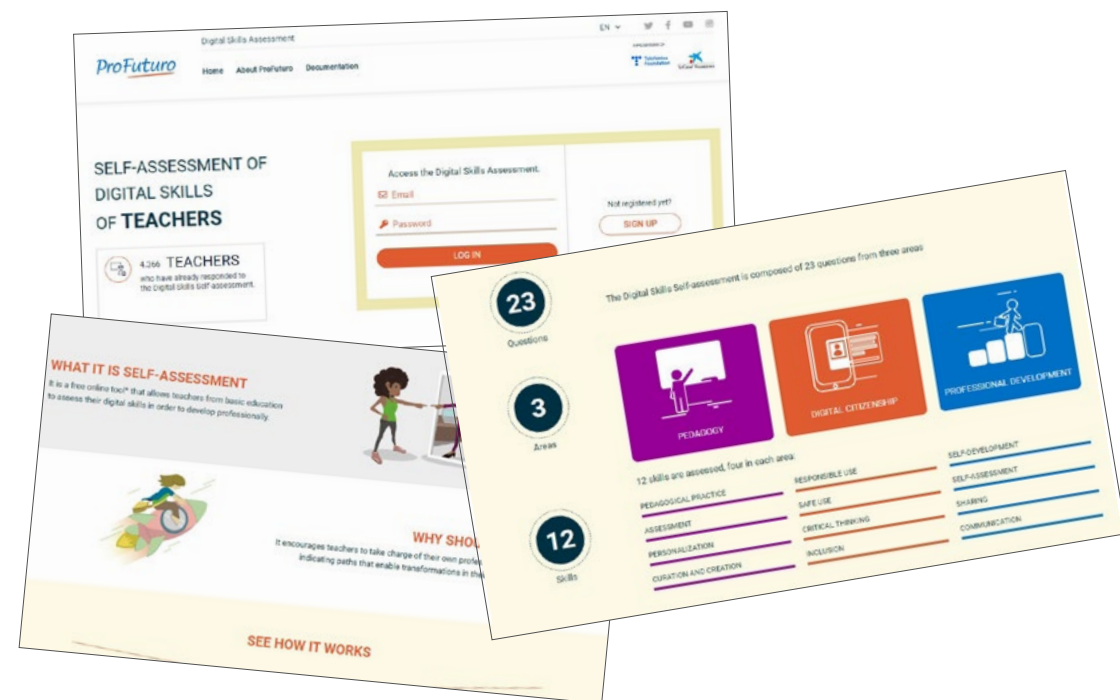 Digital Skills Assessment
EN
ProFuturo
Home About ProFuturo Documentation
Telefónica
Foundation
SELF-ASSESSMENT OF
DIGITAL SKILLS
OF TEACHERS
4.266 TEACHERS
who have already responded to
the Digital Skills Self-assessment.
Access the Digital Skills Assessment.
Email
Password
LOG IN
Not registered yet?
SIGN UP
WHAT IT IS SELF-ASSESSMENT
It is a free online tool* that allows teachers from basic education
to assess their digital skills in order to develop professionally.
WHY SHOU
It encourages teachers to take charge of their own profes
indicating paths that enable transformations in the
SEE HOW IT WORKS
23
Questions
3
Areas
12
Skills
The Digital Skills Self-assessment is composed of 23 questions from three areas
PEDAGOGY
DIGITAL CITIZENSHIP
PROFESSIONAL DEVELOPMENT
12 skills are assessed, four in each area:
PEDAGOGICAL PRACTICE
ASSESSMENT
PERSONALIZATION
CURATION AND CREATION
RESPONSIBLE USE
SAFE USE
CRITICAL THINKING
INCLUSION
SELF-DEVELOPMENT
SELF-ASSESSMENT
SHARING
COMMUNICATION